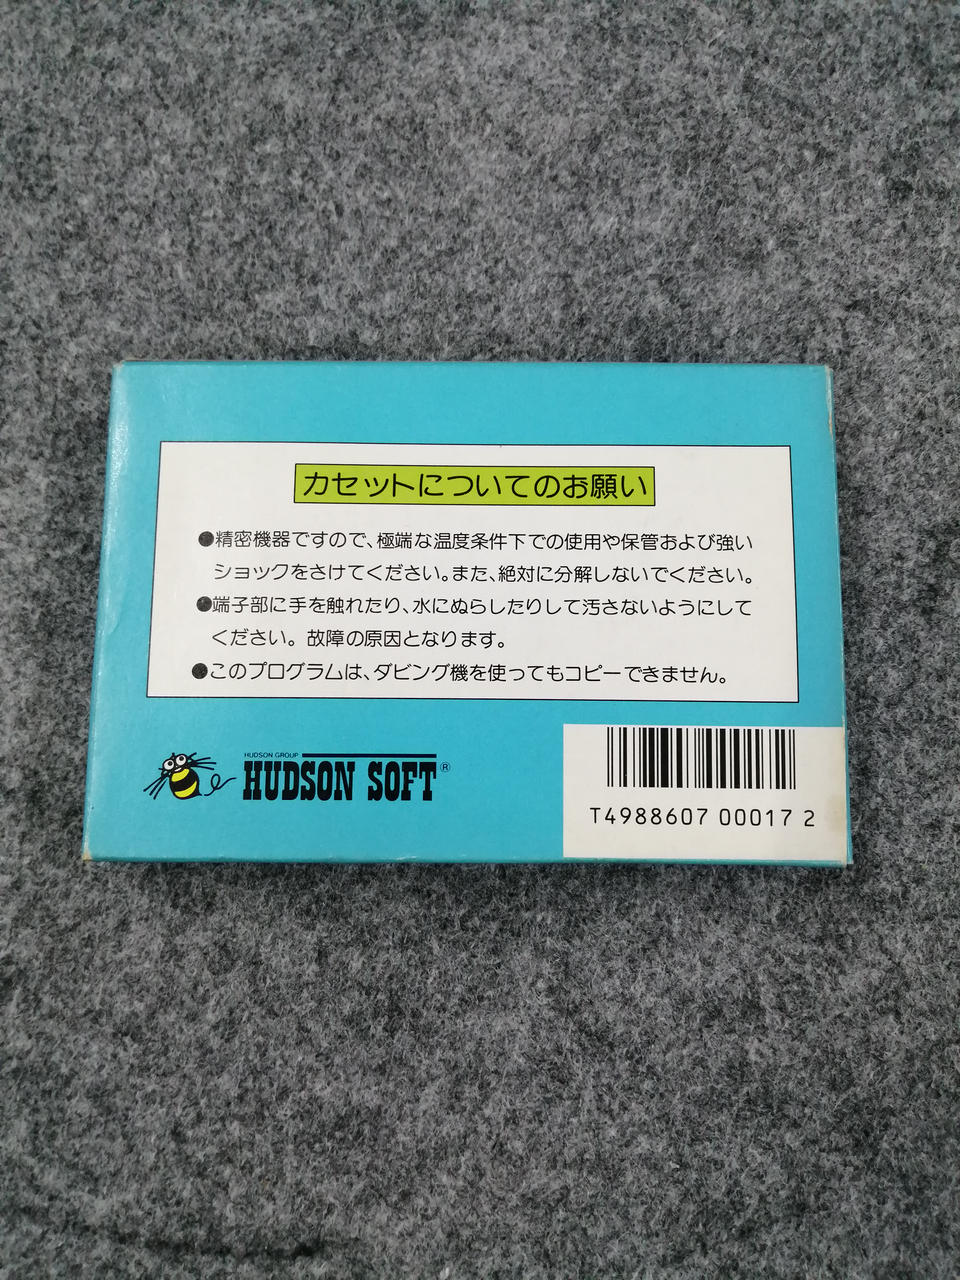 カセットについてのお願い
●精密機器ですので、極端な温度条件下での使用や保管および強い
ショックをさけてください。また、絶対に分解しないでください。
●端子部に手を触れたり、水にぬらしたりして汚さないようにして
ください。故障の原因となります。
●このプログラムは、ダビング機を使ってもコピーできません。
HUDSON GROUP
HUDSON SOFT®
T4988607 00017 2